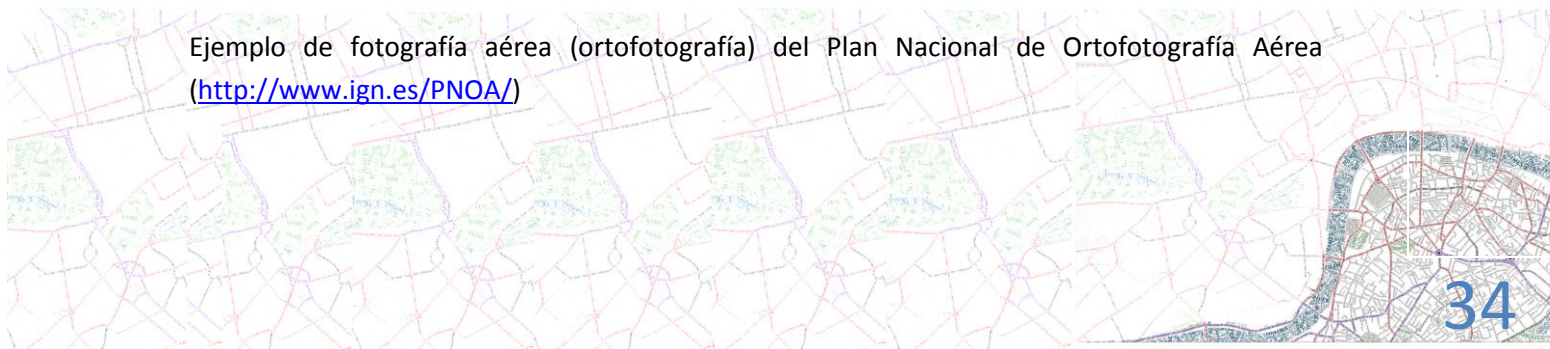 Ejemplo de fotografía aérea (ortofotografía) del Plan Nacional de Ortofotografía Aérea
(http://www.ign.es/PNOA/)
34